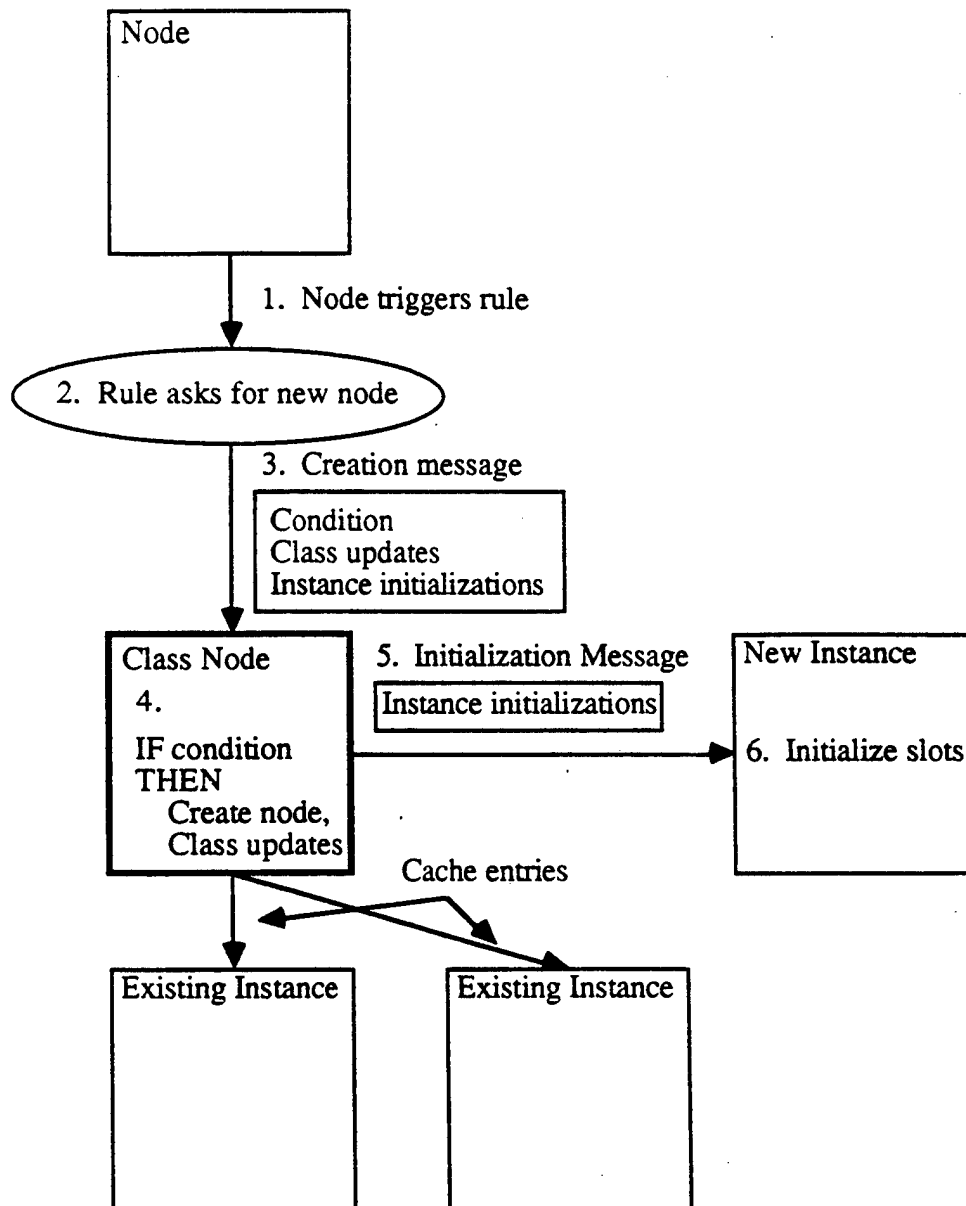 Node
1. Node triggers rule
2. Rule asks for new node
3. Creation message
Condition
Class updates
Instance initializations
Class Node
4.
IF condition
THEN
Create node,
Class updates
5. Initialization Message
Instance initializations
New Instance
6. Initialize slots
Cache entries
Existing Instance
Existing Instance